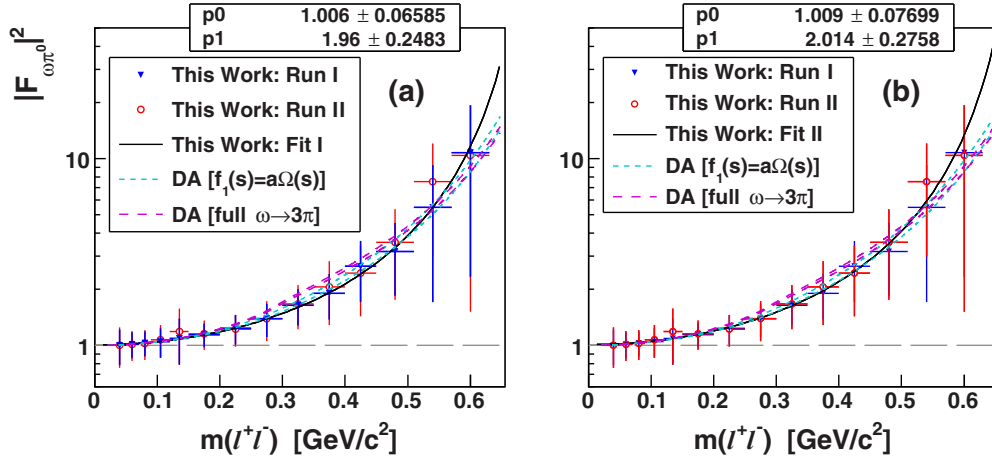 p0 1.006 ± 0.06585
p1 1.96 ± 0.2483
|F_ωπ⁰|²
This Work: Run I
This Work: Run II
This Work: Fit I
DA [f₁(s)=aΩ(s)]
DA [full ω→3π]
(a)
10
1
0 0.1 0.2 0.3 0.4 0.5 0.6
m(l⁺l⁻) [GeV/c²]
p0 1.009 ± 0.07699
p1 2.014 ± 0.2758
This Work: Run I
This Work: Run II
This Work: Fit II
DA [f₁(s)=aΩ(s)]
DA [full ω→3π]
(b)
10
1
0 0.1 0.2 0.3 0.4 0.5 0.6
m(l⁺l⁻) [GeV/c²]